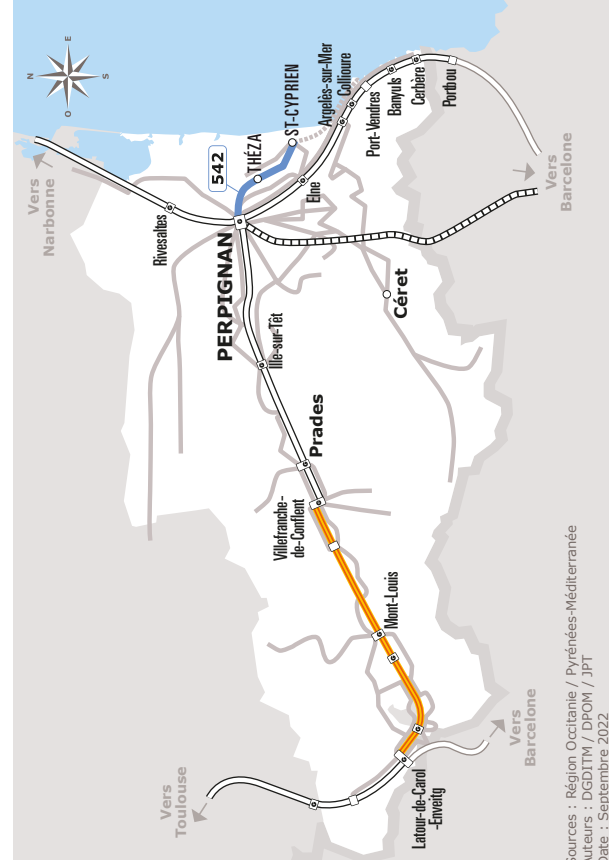 N
E
S
O
Vers
Narbonne
Rivesaltes
542
THÉZA
ST-CYPRIEN
PERPIGNAN
Elne
Argelès-sur-Mer
Collioure
Port-Vendres
Banyuls
Cerbère
Portbou
Vers
Barcelone
Ille-sur-Têt
Céret
Prades
Villefranche-
de-Conflent
Mont-Louis
Latour-de-Carol
-Enveitg
Vers
Toulouse
Vers
Barcelone
Sources : Région Occitanie / Pyrénées-Méditerranée
Auteurs : DGDITM / DPOM / JPT
Date : Septembre 2022